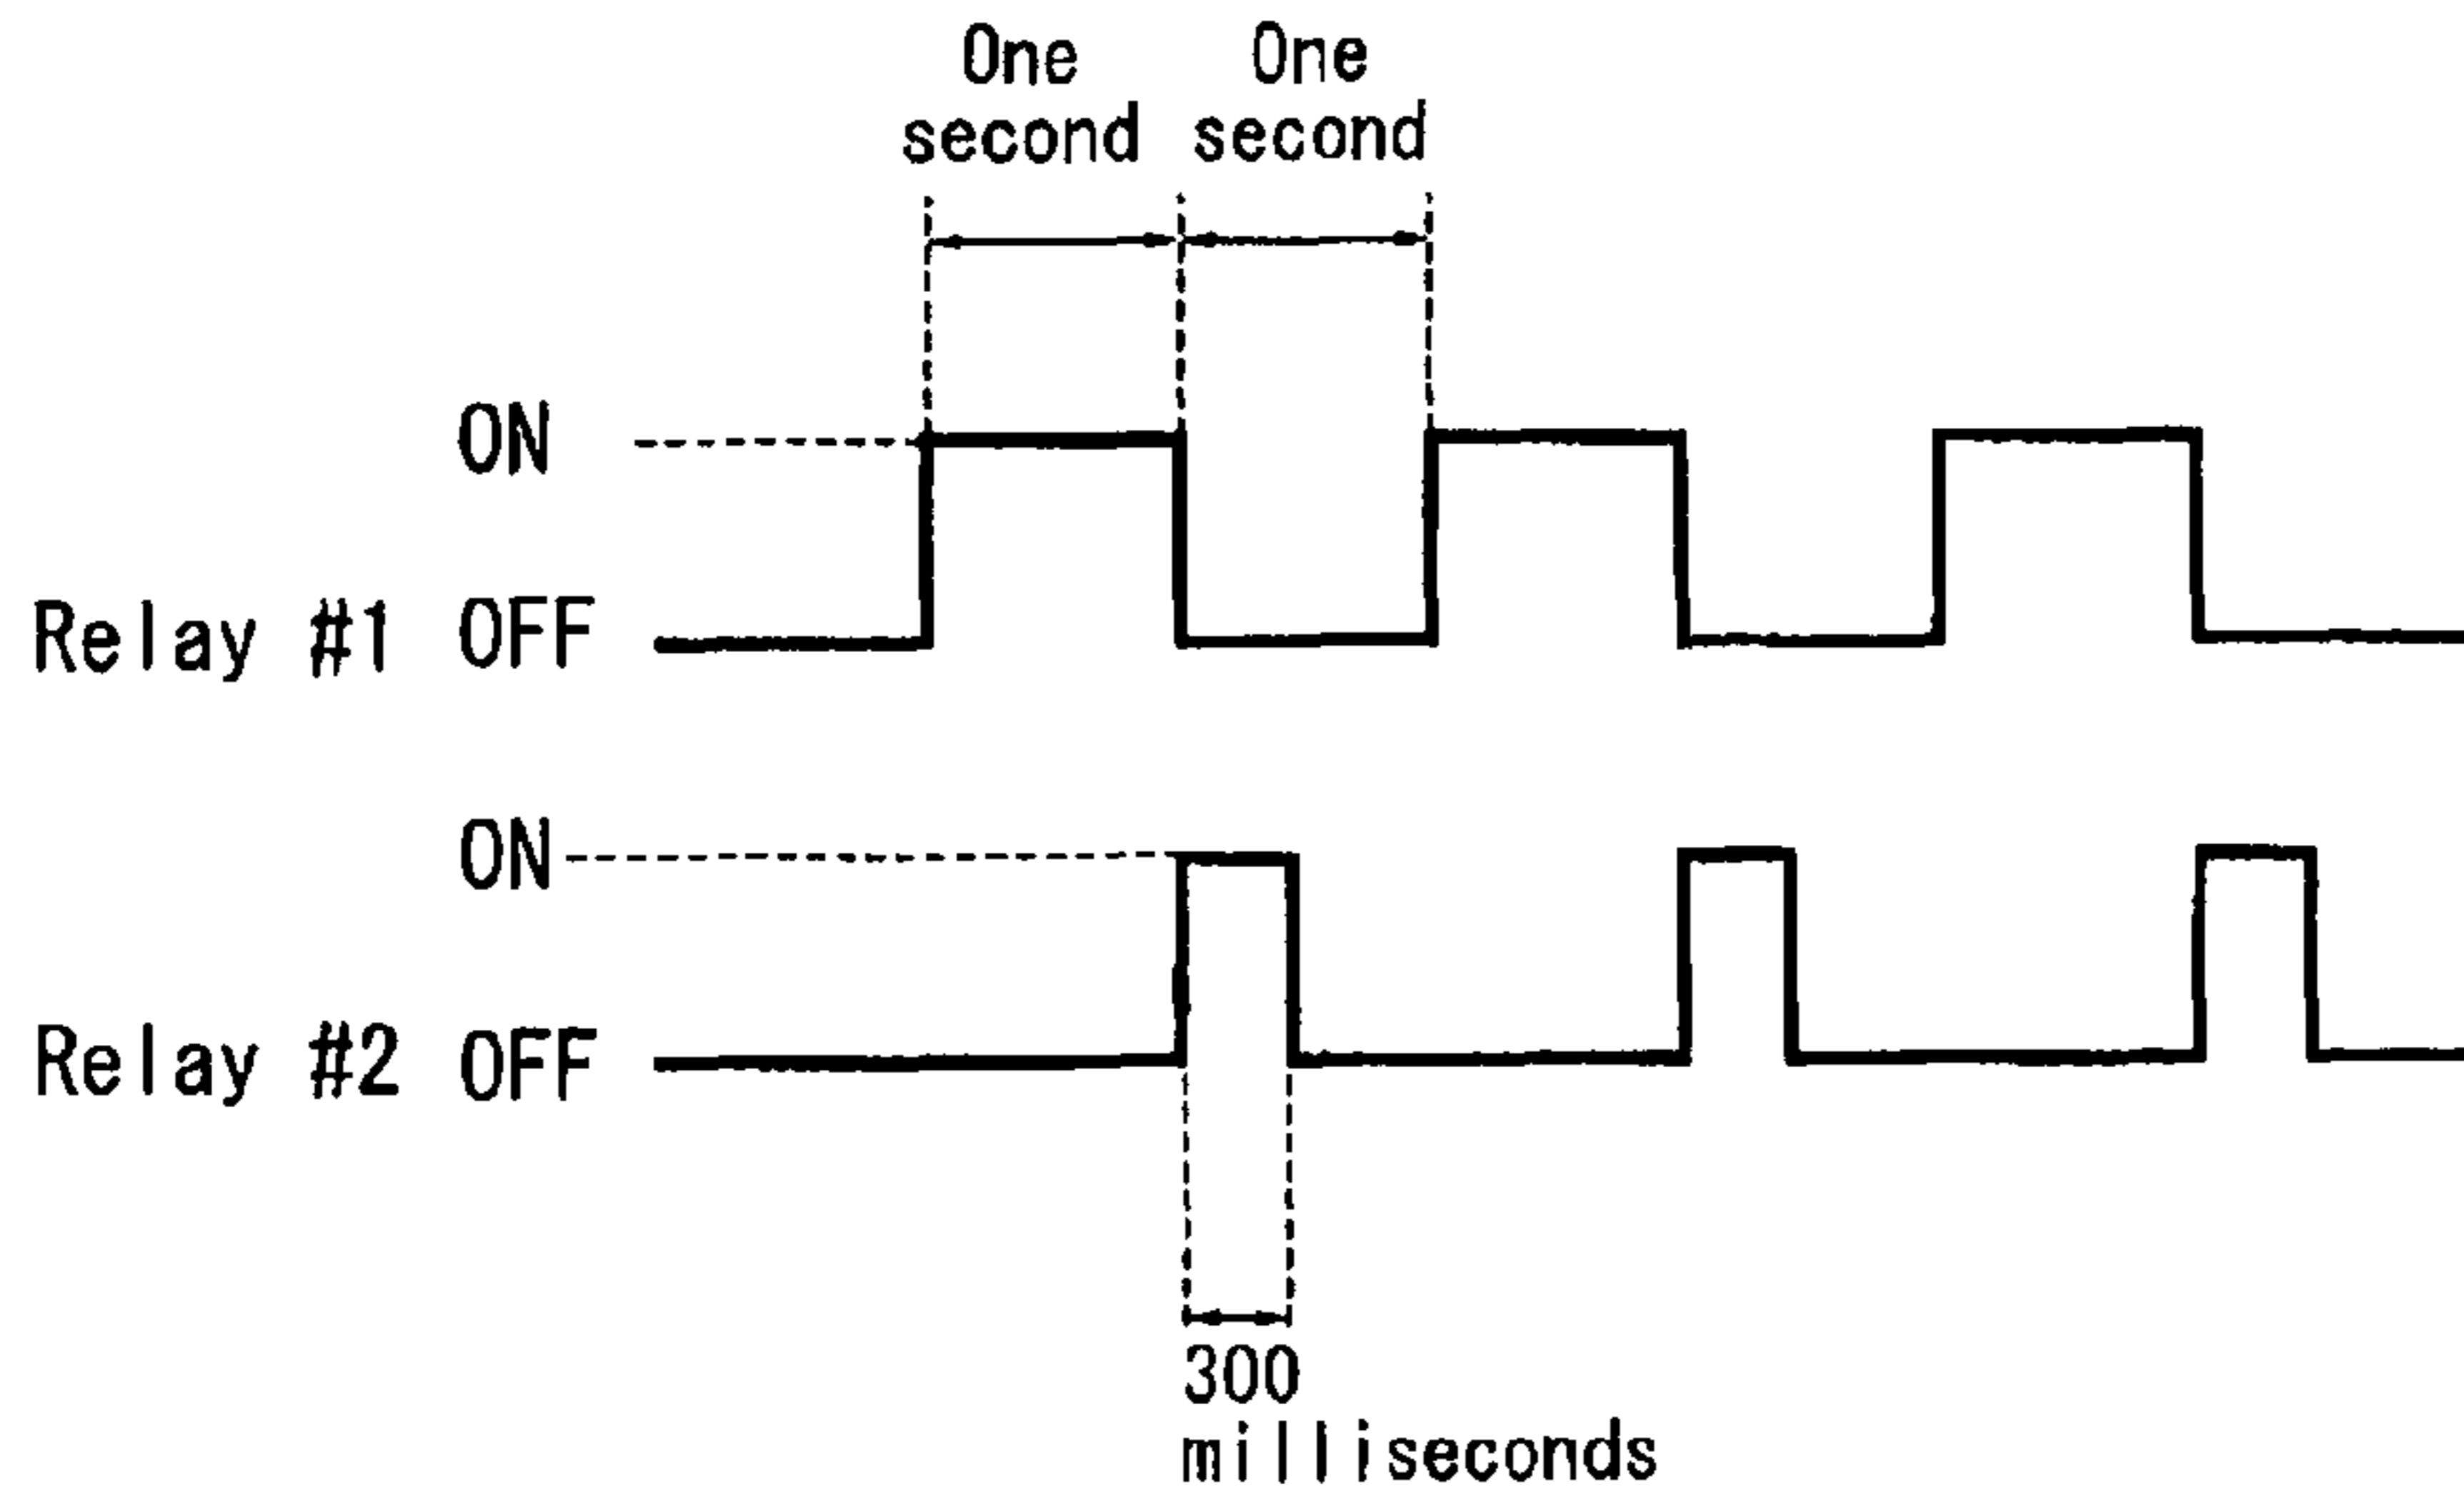 One One
second second
ON
Relay #1 OFF
ON
Relay #2 OFF
300
milliseconds